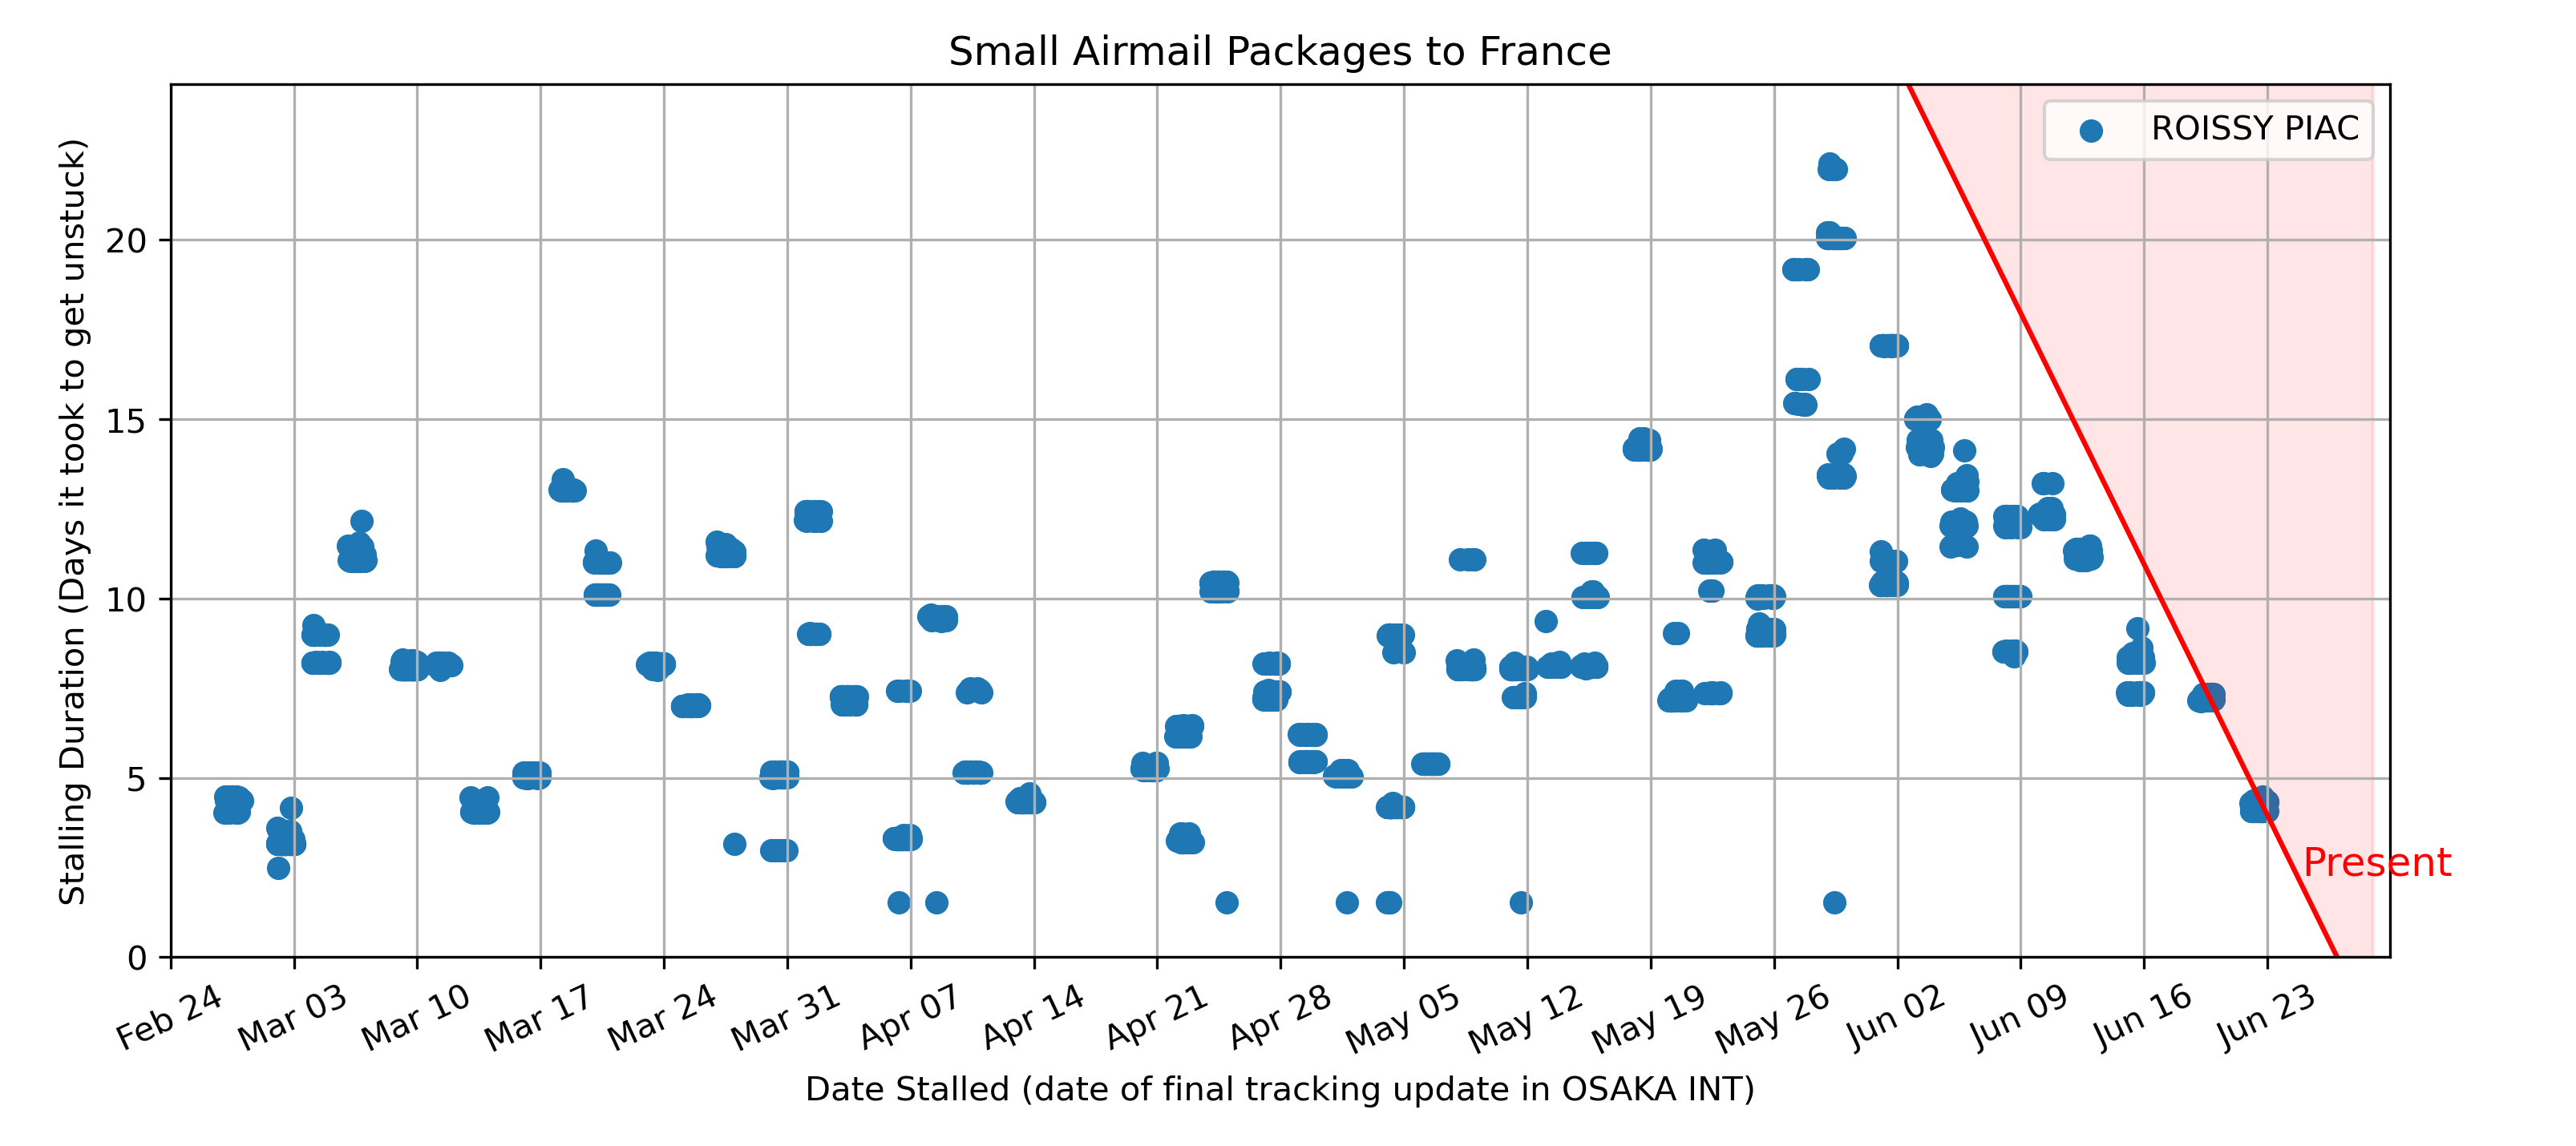 Small Airmail Packages to France
ROISSY PIAC
Stalling Duration (Days it took to get unstuck)
20
15
10
5
0
Present
Feb 24
Mar 03
Mar 10
Mar 17
Mar 24
Mar 31
Apr 07
Apr 14
Apr 21
Apr 28
May 05
May 12
May 19
May 26
Jun 02
Jun 09
Jun 16
Jun 23
Date Stalled (date of final tracking update in OSAKA INT)